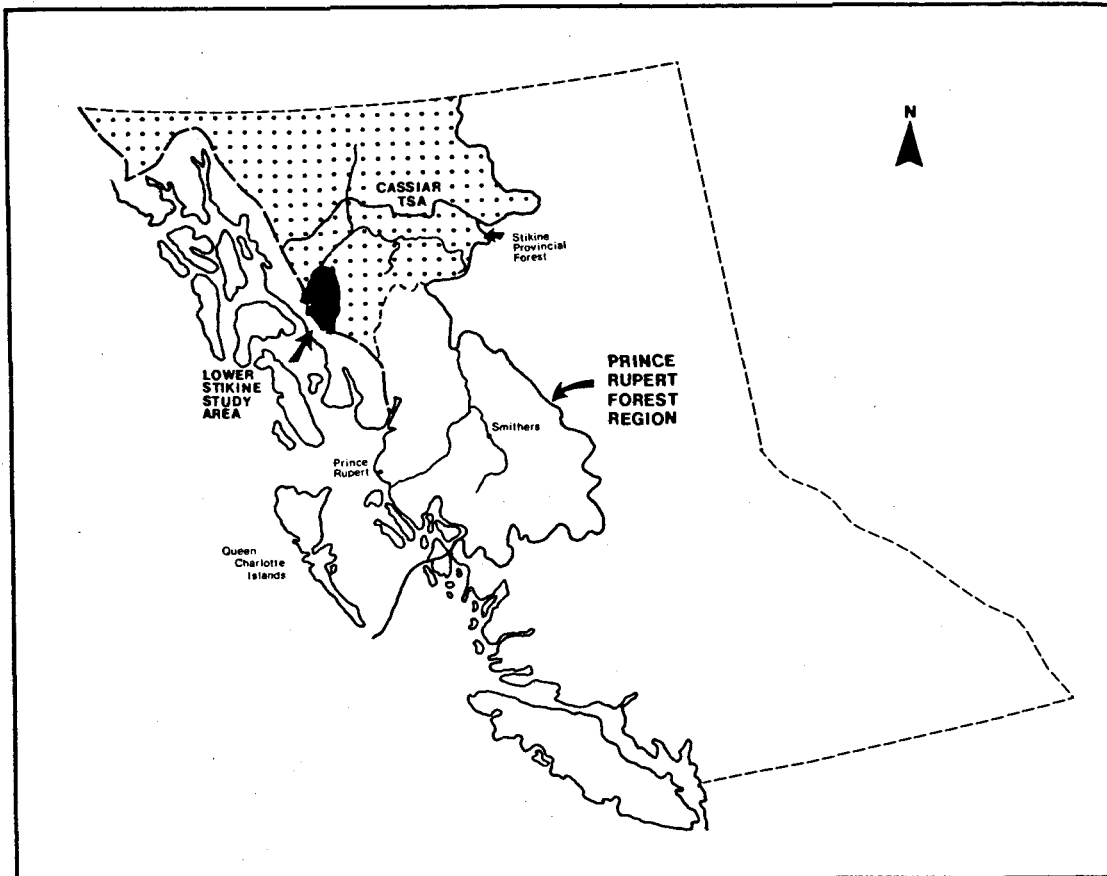 N
CASSIAR
TSA
Stikine
Provincial
Forest
LOWER
STIKINE
STUDY
AREA
PRINCE
RUPERT
FOREST
REGION
Smithers
Prince
Rupert
Queen
Charlotte
Islands